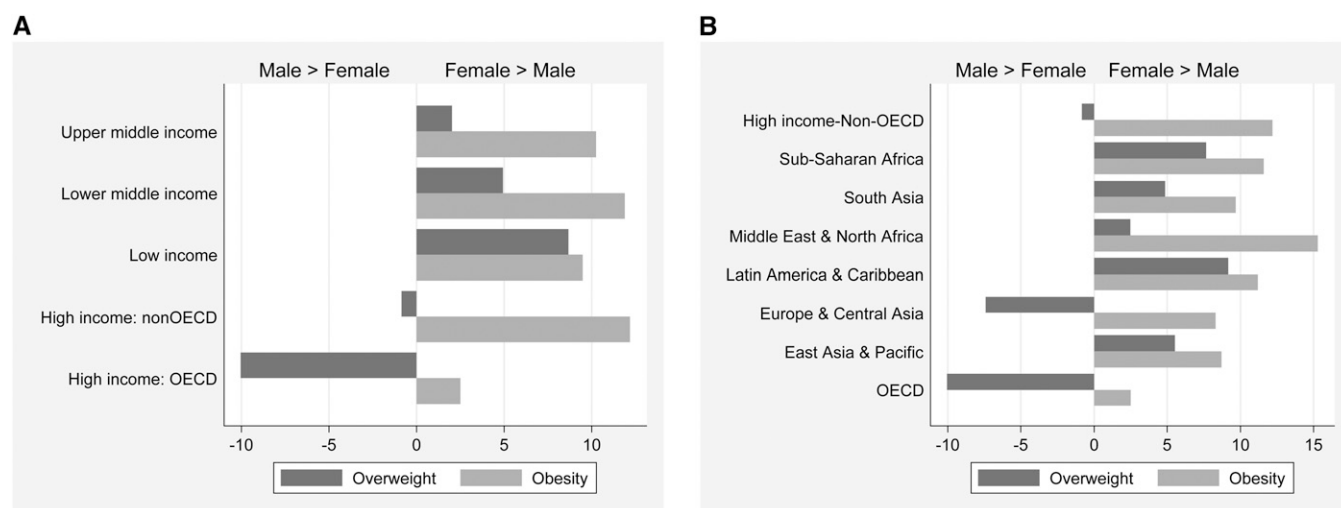 A
Male > Female Female > Male
Upper middle income
Lower middle income
Low income
High income: nonOECD
High income: OECD
-10 -5 0 5 10
Overweight Obesity
B
Male > Female Female > Male
High income-Non-OECD
Sub-Saharan Africa
South Asia
Middle East & North Africa
Latin America & Caribbean
Europe & Central Asia
East Asia & Pacific
OECD
-10 -5 0 5 10 15
Overweight Obesity